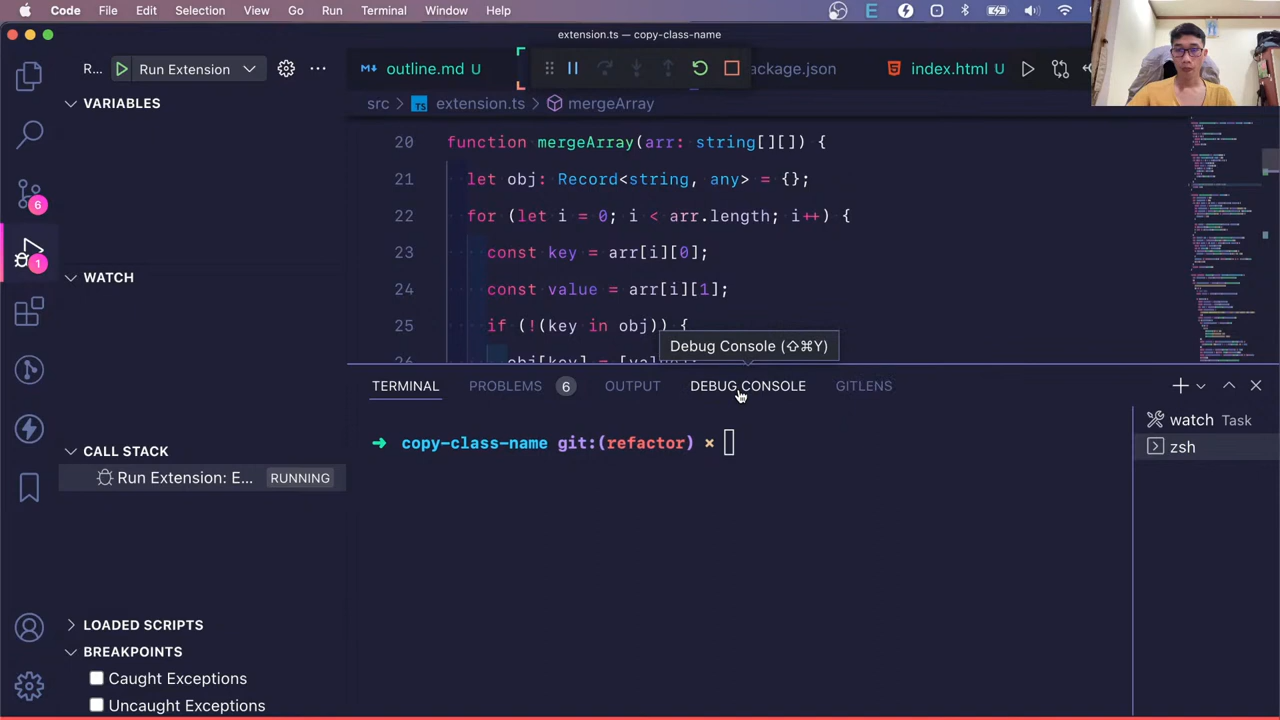 Code File Edit Selection View Go Run Terminal Window Help
extension.ts — copy-class-name
R... Run Extension
outline.md U
ackage.json
index.html U
VARIABLES
src > extension.ts > mergeArray
20 function mergeArray(arr: string[][]) {
21 let obj: Record<string, any> = {};
22 for (let i = 0; i < arr.length; i++) {
23 const key = arr[i][0];
24 const value = arr[i][1];
25 if (!(key in obj)) {
26 obj[key] = [value];
6
1
WATCH
Debug Console (⇧⌘Y)
TERMINAL PROBLEMS 6 OUTPUT DEBUG CONSOLE GITLENS
➜ copy-class-name git:(refactor) ×
watch Task
zsh
CALL STACK
Run Extension: E... RUNNING
LOADED SCRIPTS
BREAKPOINTS
Caught Exceptions
Uncaught Exceptions